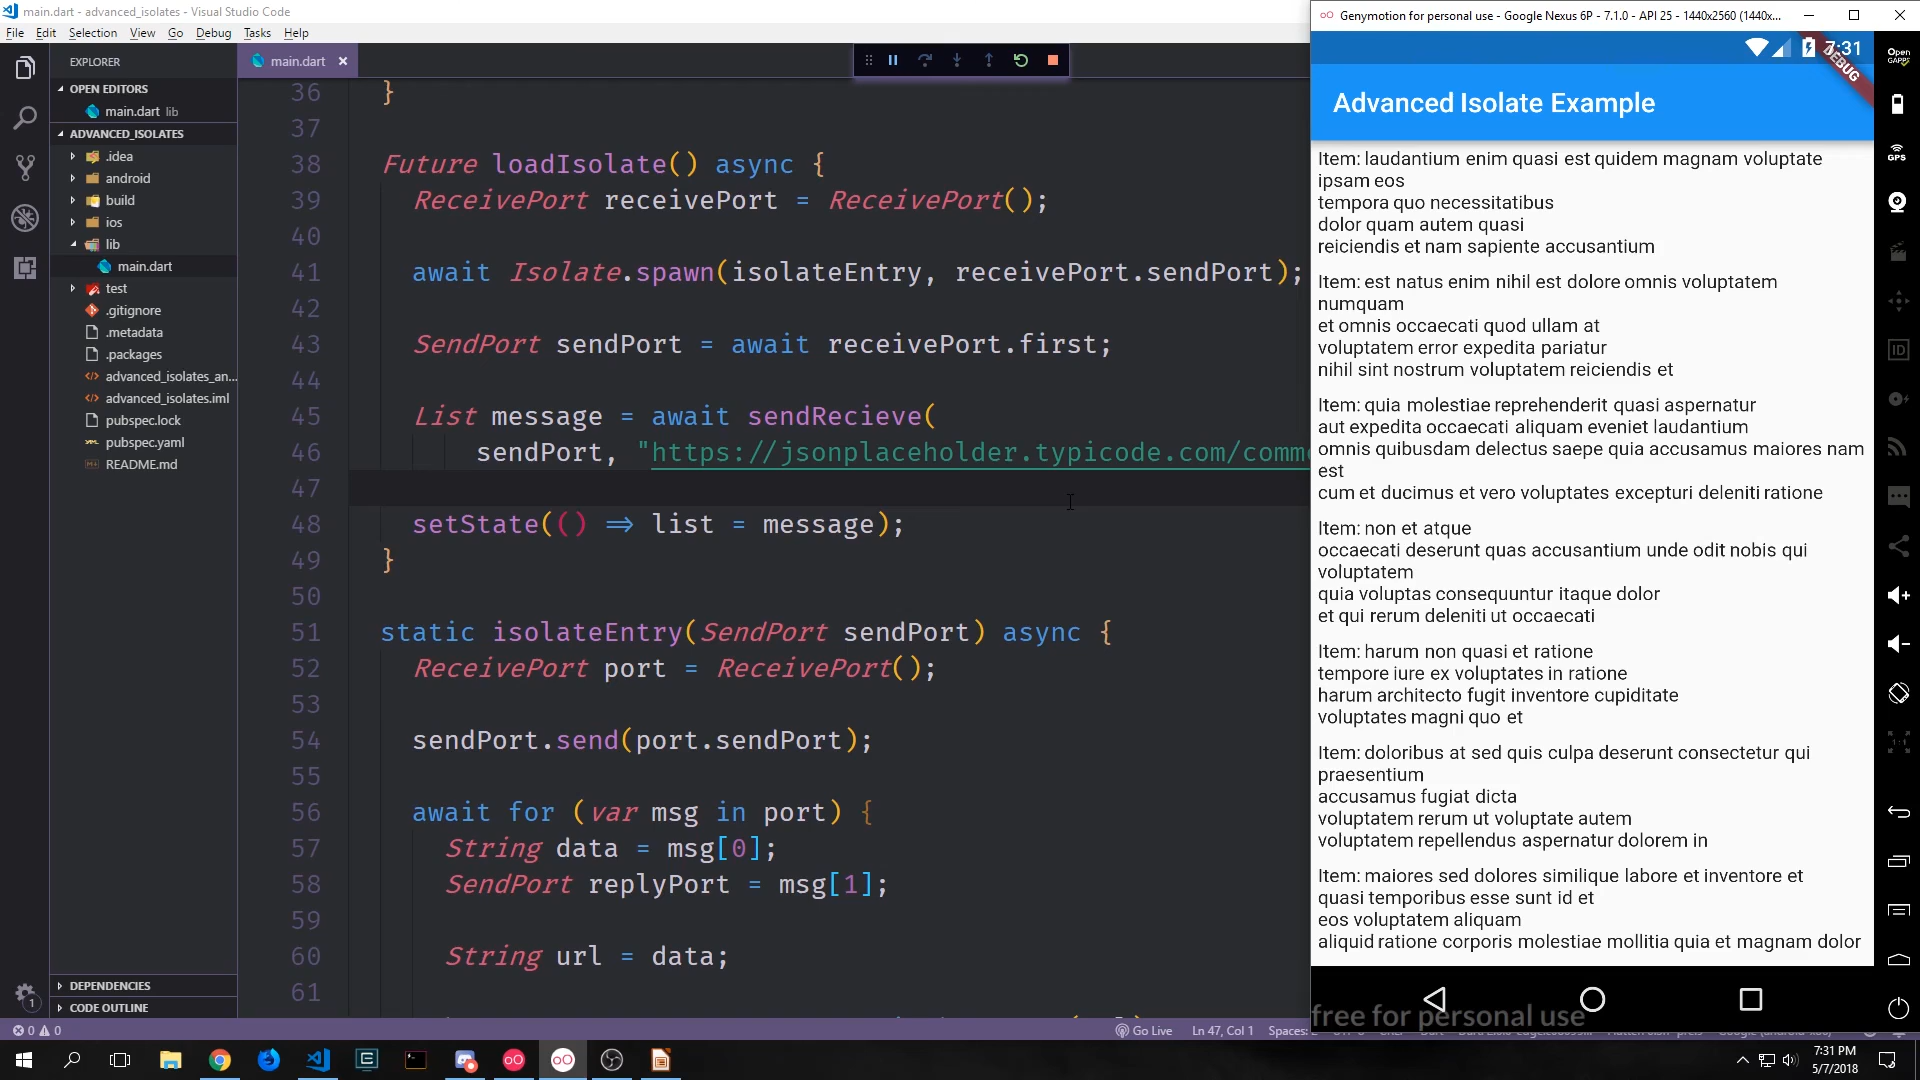 main.dart - advanced_isolates - Visual Studio Code
File Edit Selection View Go Debug Tasks Help
EXPLORER
OPEN EDITORS
main.dart lib
ADVANCED_ISOLATES
.idea
android
build
ios
lib
main.dart
test
.gitignore
.metadata
.packages
advanced_isolates_an...
advanced_isolates.iml
pubspec.lock
pubspec.yaml
README.md
DEPENDENCIES
CODE OUTLINE
main.dart
36 }
37
38 Future loadIsolate() async {
39 ReceivePort receivePort = ReceivePort();
40
41 await Isolate.spawn(isolateEntry, receivePort.sendPort);
42
43 SendPort sendPort = await receivePort.first;
44
45 List message = await sendRecieve(
46 sendPort, "https://jsonplaceholder.typicode.com/comme
47
48 setState(() => list = message);
49 }
50
51 static isolateEntry(SendPort sendPort) async {
52 ReceivePort port = ReceivePort();
53
54 sendPort.send(port.sendPort);
55
56 await for (var msg in port) {
57 String data = msg[0];
58 SendPort replyPort = msg[1];
59
60 String url = data;
61
0 0
Go Live Ln 47, Col 1 Spaces: 2
Genymotion for personal use - Google Nexus 6P - 7.1.0 - API 25 - 1440x2560 (1440x...
7:31
DEBUG
Advanced Isolate Example
Item: laudantium enim quasi est quidem magnam voluptate
ipsam eos
tempora quo necessitatibus
dolor quam autem quasi
reiciendis et nam sapiente accusantium
Item: est natus enim nihil est dolore omnis voluptatem
numquam
et omnis occaecati quod ullam at
voluptatem error expedita pariatur
nihil sint nostrum voluptatem reiciendis et
Item: quia molestiae reprehenderit quasi aspernatur
aut expedita occaecati aliquam eveniet laudantium
omnis quibusdam delectus saepe quia accusamus maiores nam
est
cum et ducimus et vero voluptates excepturi deleniti ratione
Item: non et atque
occaecati deserunt quas accusantium unde odit nobis qui
voluptatem
quia voluptas consequuntur itaque dolor
et qui rerum deleniti ut occaecati
Item: harum non quasi et ratione
tempore iure ex voluptates in ratione
harum architecto fugit inventore cupiditate
voluptates magni quo et
Item: doloribus at sed quis culpa deserunt consectetur qui
praesentium
accusamus fugiat dicta
voluptatem rerum ut voluptate autem
voluptatem repellendus aspernatur dolorem in
Item: maiores sed dolores similique labore et inventore et
quasi temporibus esse sunt id et
eos voluptatem aliquam
aliquid ratione corporis molestiae mollitia quia et magnam dolor
free for personal use
Open
GAPPS
GPS
ID
1:1
1
7:31 PM
5/7/2018